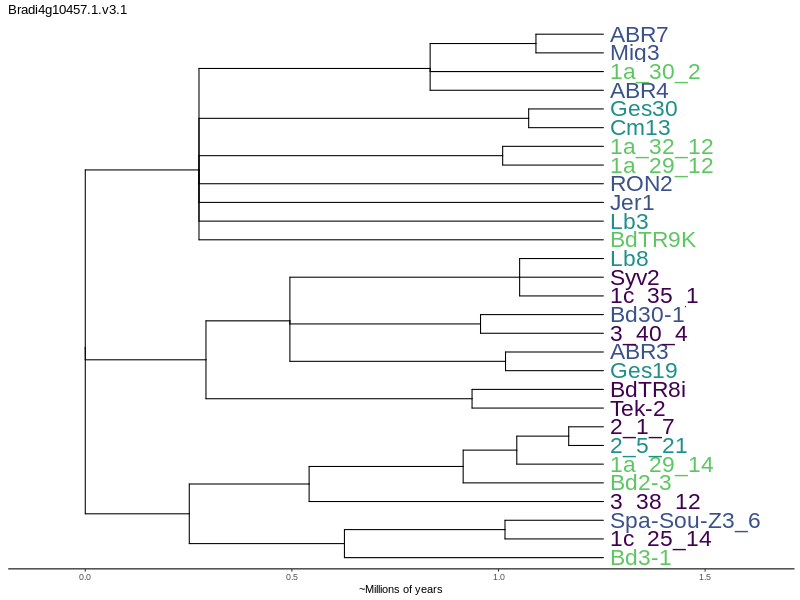 Bradi4g10457.1.v3.1
ABR7
Mig3
1a_30_2
ABR4
Ges30
Cm13
1a_32_12
1a_29_12
RON2
Jer1
Lb3
BdTR9K
Lb8
Syv2
1c_35_1
Bd30-1
3_40_4
ABR3
Ges19
BdTR8i
Tek-2
2_1_7
2_5_21
1a_29_14
Bd2-3
3_38_12
Spa-Sou-Z3_6
1c_25_14
Bd3-1
0.0 0.5 1.0 1.5
~Millions of years